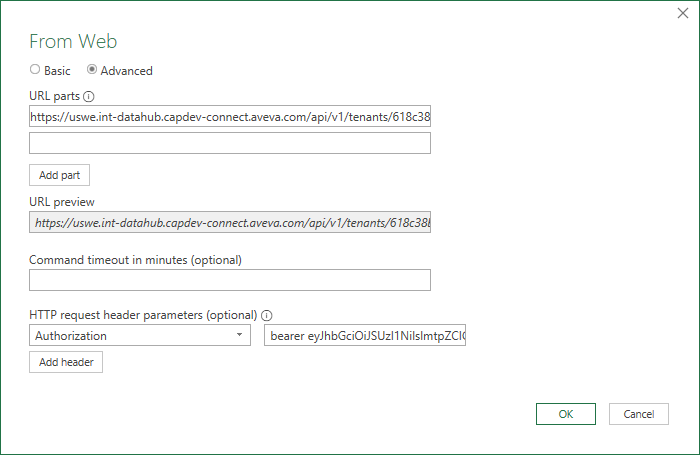 From Web
Basic Advanced
URL parts
https://uswe.int-datahub.capdev-connect.aveva.com/api/v1/tenants/618c38
Add part
URL preview
https://uswe.int-datahub.capdev-connect.aveva.com/api/v1/tenants/618c38
Command timeout in minutes (optional)
HTTP request header parameters (optional)
Authorization bearer eyJhbGciOiJSUzI1NiIsImtpZCI
Add header
OK Cancel